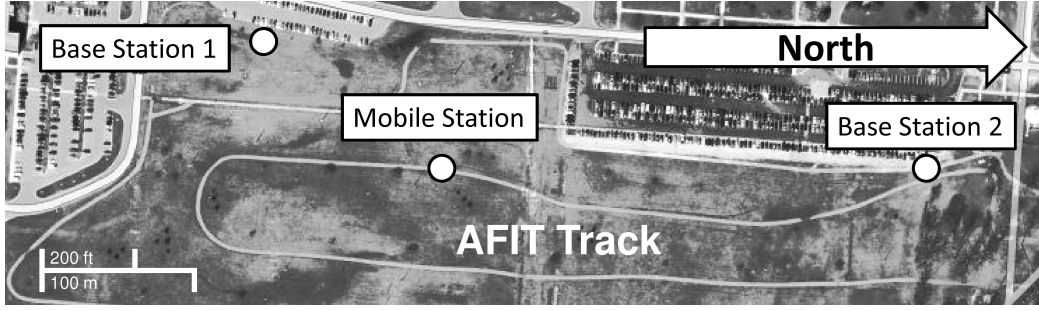 Base Station 1
North
Mobile Station
Base Station 2
AFIT Track
200 ft
100 m